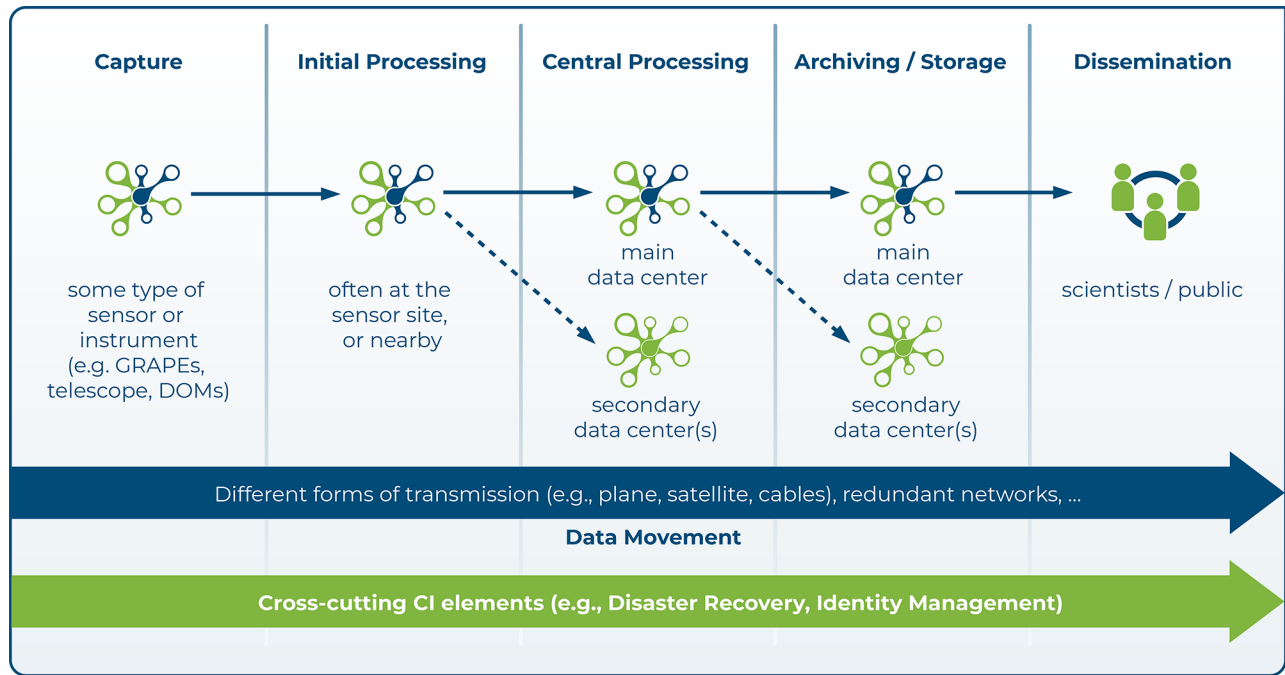 Capture
Initial Processing
Central Processing
Archiving / Storage
Dissemination
some type of
sensor or
instrument
(e.g. GRAPEs,
telescope, DOMs)
often at the
sensor site,
or nearby
main
data center
secondary
data center(s)
main
data center
secondary
data center(s)
scientists / public
Different forms of transmission (e.g., plane, satellite, cables), redundant networks, ...
Data Movement
Cross-cutting CI elements (e.g., Disaster Recovery, Identity Management)